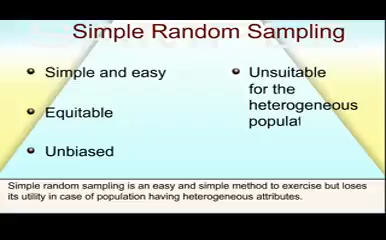 Simple Random Sampling
Simple and easy
Equitable
Unbiased
Unsuitable
for the
heterogeneous
populat
Simple random sampling is an easy and simple method to exercise but loses
its utility in case of population having heterogeneous attributes.